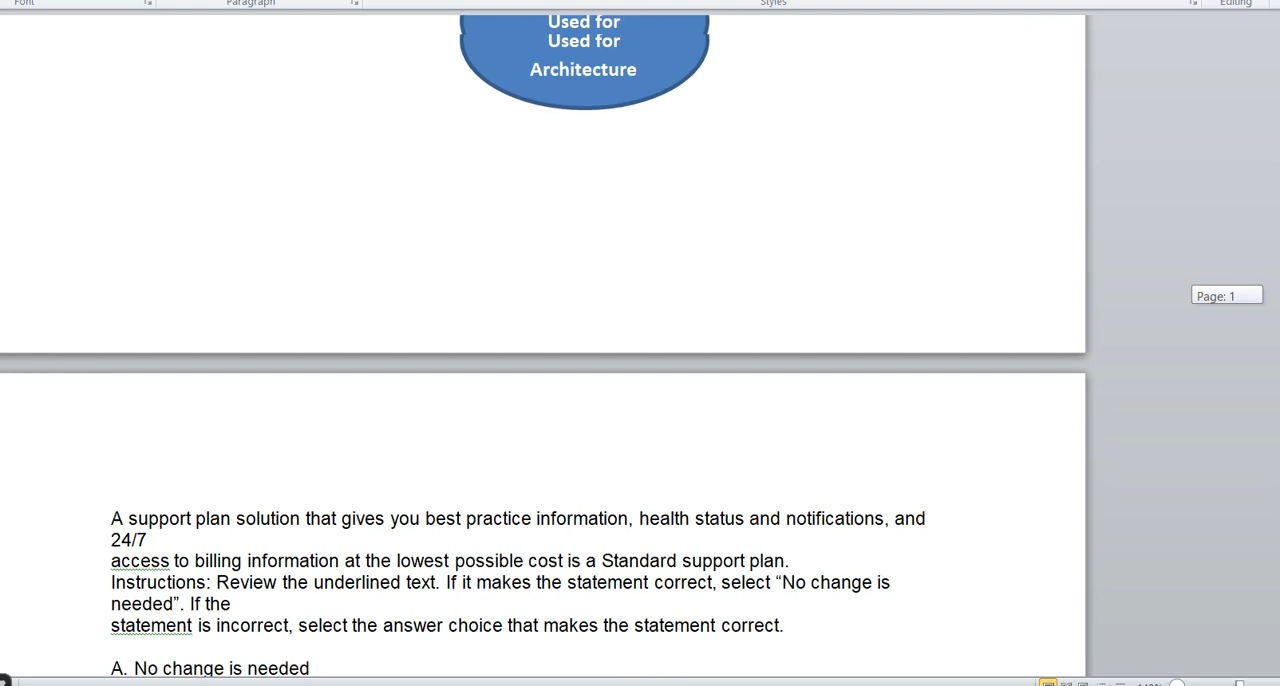 Font Paragraph Styles Editing
Used for
Used for
Architecture
Page: 1
A support plan solution that gives you best practice information, health status and notifications, and
24/7
access to billing information at the lowest possible cost is a Standard support plan.
Instructions: Review the underlined text. If it makes the statement correct, select “No change is
needed”. If the
statement is incorrect, select the answer choice that makes the statement correct.
A. No change is needed